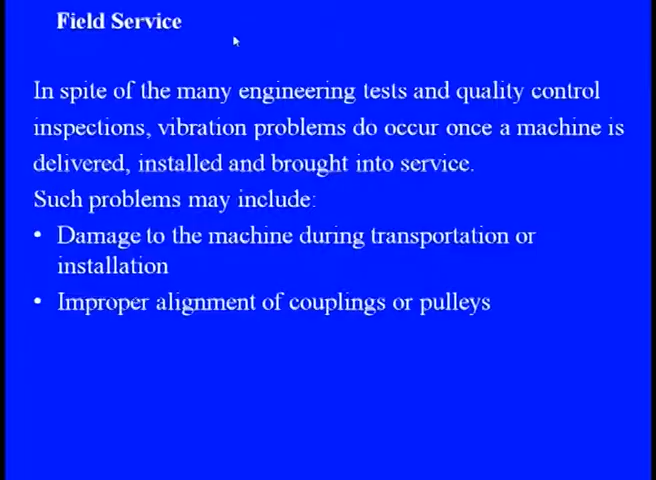 Field Service
In spite of the many engineering tests and quality control
inspections, vibration problems do occur once a machine is
delivered, installed and brought into service.
Such problems may include:
• Damage to the machine during transportation or
installation
• Improper alignment of couplings or pulleys